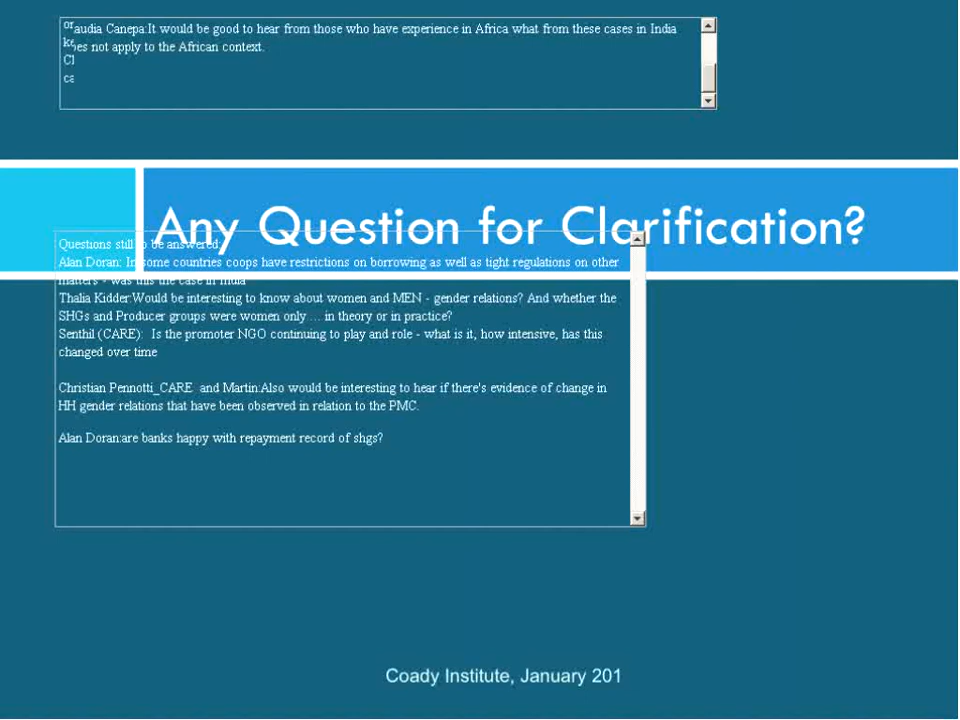 or audia Canepa:It would be good to hear from those who have experience in Africa what from these cases in India
ke es not apply to the African context.
Cl
ca
Any Question for Clarification?
Questions still to be answered:
Alan Doran: In some countries coops have restrictions on borrowing as well as tight regulations on other
matters - was this the case in India
Thalia Kidder:Would be interesting to know about women and MEN - gender relations? And whether the
SHGs and Producer groups were women only ... in theory or in practice?
Senthil (CARE): Is the promoter NGO continuing to play and role - what is it, how intensive, has this
changed over time
Christian Pennotti_CARE and Martin:Also would be interesting to hear if there's evidence of change in
HH gender relations that have been observed in relation to the PMC.
Alan Doran:are banks happy with repayment record of shgs?
Coady Institute, January 201